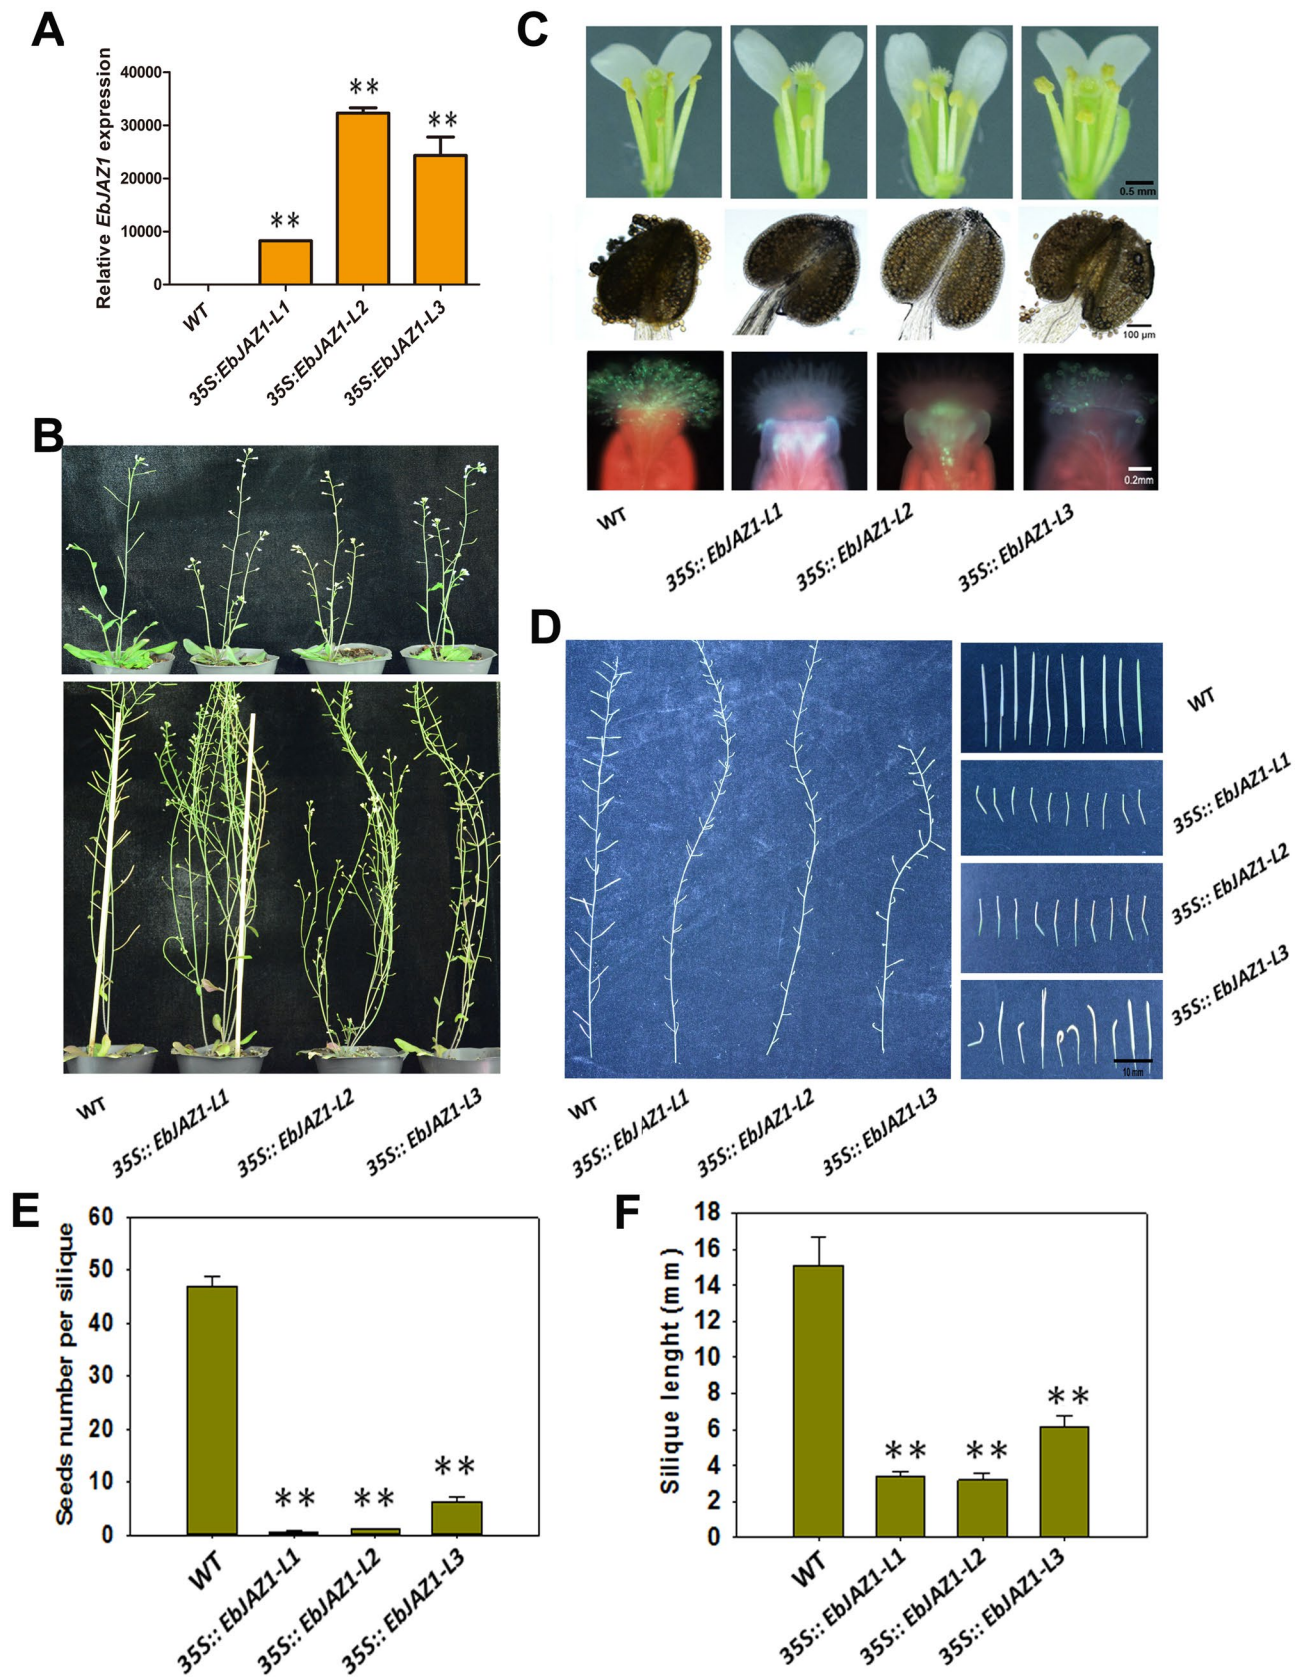 A
Relative EbJAZ1 expression
40000
30000
20000
10000
0
**
**
**
WT
35S:EbJAZ1-L1
35S:EbJAZ1-L2
35S:EbJAZ1-L3
B
WT
35S:: EbJAZ1-L1
35S:: EbJAZ1-L2
35S:: EbJAZ1-L3
C
0.5 mm
100 µm
0.2mm
WT
35S:: EbJAZ1-L1
35S:: EbJAZ1-L2
35S:: EbJAZ1-L3
D
10 mm
WT
35S:: EbJAZ1-L1
35S:: EbJAZ1-L2
35S:: EbJAZ1-L3
WT
35S:: EbJAZ1-L1
35S:: EbJAZ1-L2
35S:: EbJAZ1-L3
E
Seeds number per silique
60
50
40
30
20
10
0
**
**
**
WT
35S:: EbJAZ1-L1
35S:: EbJAZ1-L2
35S:: EbJAZ1-L3
F
Silique lenght (mm)
18
16
14
12
10
8
6
4
2
0
**
**
**
WT
35S:: EbJAZ1-L1
35S:: EbJAZ1-L2
35S:: EbJAZ1-L3